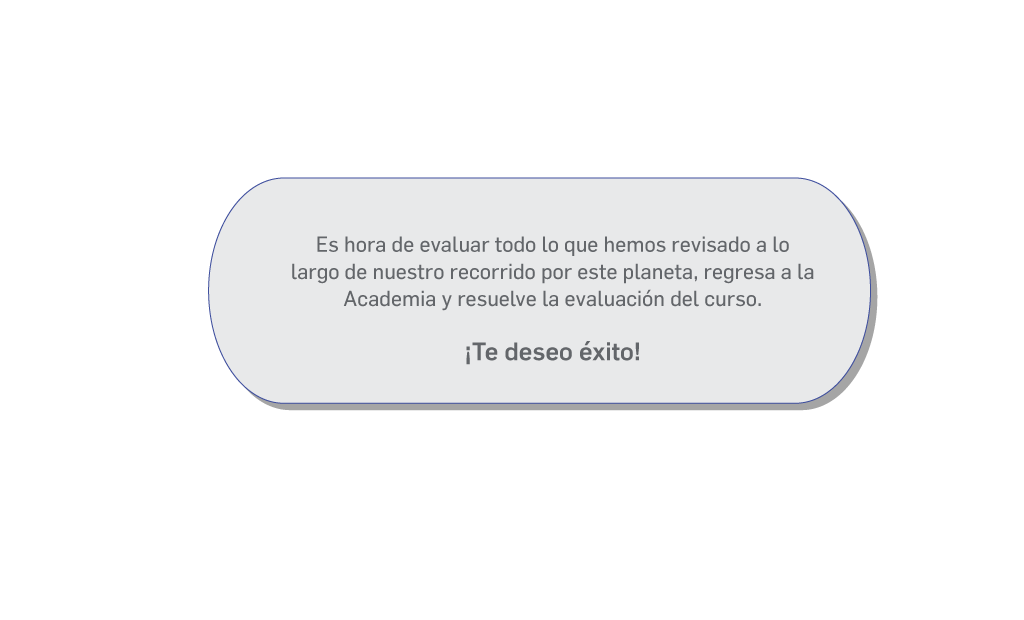 Es hora de evaluar todo lo que hemos revisado a lo
largo de nuestro recorrido por este planeta, regresa a la
Academia y resuelve la evaluación del curso.
¡Te deseo éxito!